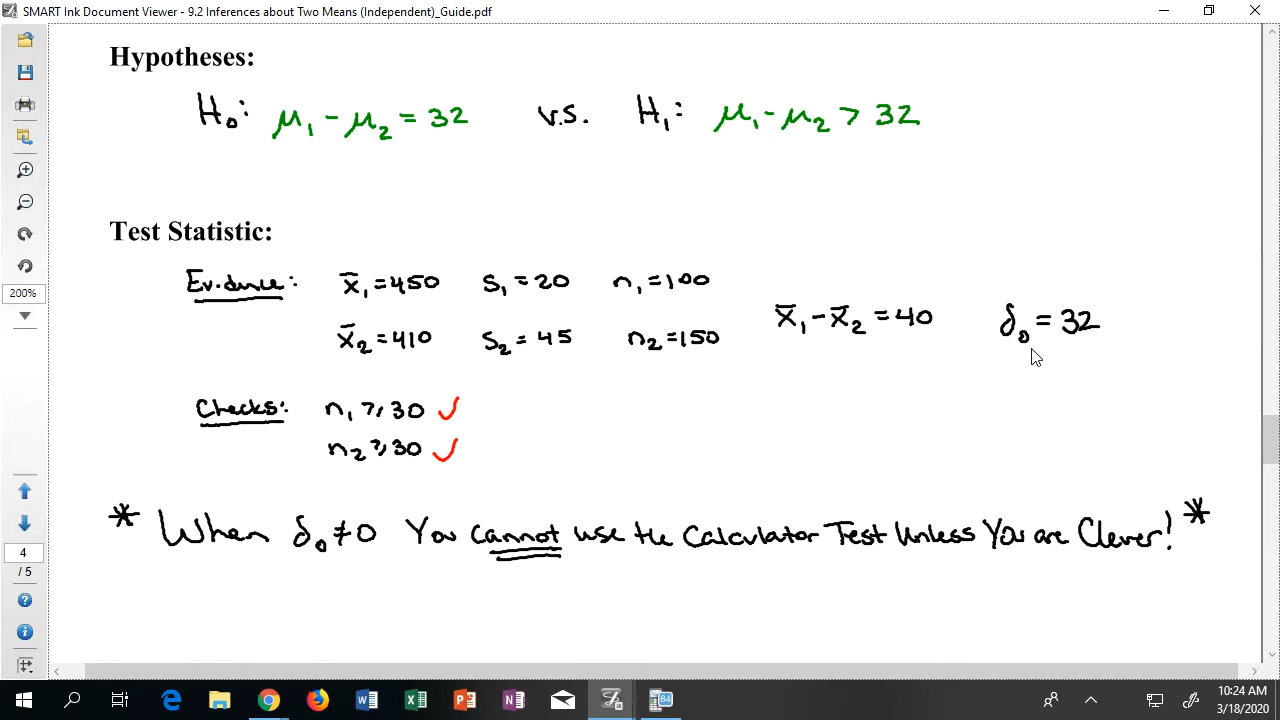 SMART Ink Document Viewer - 9.2 Inferences about Two Means (Independent)_Guide.pdf
Hypotheses:
H₀: μ₁ - μ₂ = 32 v.s. H₁: μ₁ - μ₂ > 32
Test Statistic:
Evidence: x̄₁ = 450 s₁ = 20 n₁ = 100
x̄₂ = 410 s₂ = 45 n₂ = 150
x̄₁ - x̄₂ = 40 δ₀ = 32
Checks: n₁ ≥ 30 ✓
n₂ ≥ 30 ✓
* When δ₀ ≠ 0 You cannot use the Calculator Test Unless You are Clever! *
200%
4
/ 5
10:24 AM
3/18/2020